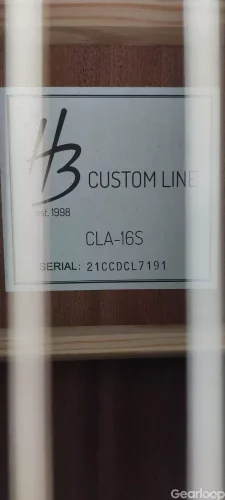 HB CUSTOM LINE
est. 1998
CLA-16S
SERIAL: 21CCDCL7191
Gearloop